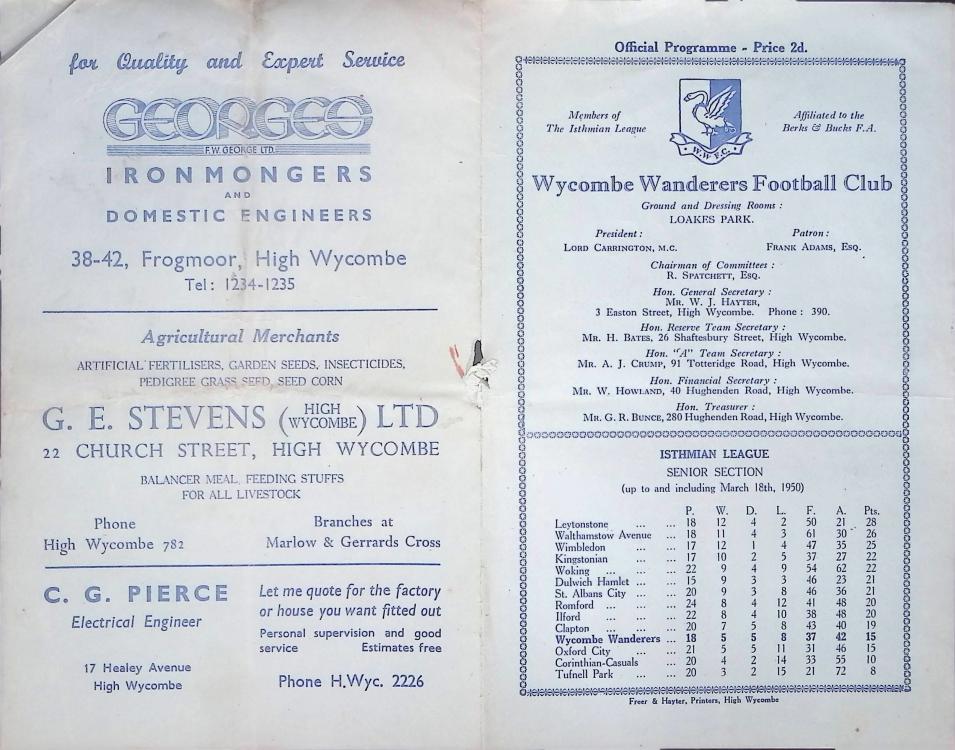 for Quality and Expert Service
GEORGES
F.W. GEORGE LTD.
IRONMONGERS
AND
DOMESTIC ENGINEERS
38-42, Frogmoor, High Wycombe
Tel: 1234-1235
Agricultural Merchants
ARTIFICIAL FERTILISERS, GARDEN SEEDS, INSECTICIDES,
PEDIGREE GRASS SEED, SEED CORN
G. E. STEVENS (HIGH WYCOMBE) LTD
22 CHURCH STREET, HIGH WYCOMBE
BALANCER MEAL, FEEDING STUFFS
FOR ALL LIVESTOCK
Phone
High Wycombe 782
Branches at
Marlow & Gerrards Cross
C. G. PIERCE
Electrical Engineer
17 Healey Avenue
High Wycombe
Let me quote for the factory
or house you want fitted out
Personal supervision and good
service Estimates free
Phone H.Wyc. 2226
Official Programme - Price 2d.
Members of
The Isthmian League
W.W.F.C.
Affiliated to the
Berks & Bucks F.A.
Wycombe Wanderers Football Club
Ground and Dressing Rooms :
LOAKES PARK.
President :
LORD CARRINGTON, M.C.
Patron :
FRANK ADAMS, ESQ.
Chairman of Committees :
R. SPATCHETT, ESQ.
Hon. General Secretary :
MR. W. J. HAYTER,
3 Easton Street, High Wycombe. Phone : 390.
Hon. Reserve Team Secretary :
MR. H. BATES, 26 Shaftesbury Street, High Wycombe.
Hon. "A" Team Secretary :
MR. A. J. CRUMP, 91 Totteridge Road, High Wycombe.
Hon. Financial Secretary :
MR. W. HOWLAND, 40 Hughenden Road, High Wycombe.
Hon. Treasurer :
MR. G. R. BUNCE, 280 Hughenden Road, High Wycombe.
ISTHMIAN LEAGUE
SENIOR SECTION
(up to and including March 18th, 1950)
P. W. D. L. F. A. Pts.
Leytonstone ... ... 18 12 4 2 50 21 28
Walthamstow Avenue ... 18 11 4 3 61 30 26
Wimbledon ... ... 17 12 1 4 47 35 25
Kingstonian ... ... 17 10 2 5 37 27 22
Woking ... ... ... 22 9 4 9 54 62 22
Dulwich Hamlet ... ... 15 9 3 3 46 23 21
St. Albans City ... ... 20 9 3 8 46 36 21
Romford ... ... ... 24 8 4 12 41 48 20
Ilford ... ... ... 22 8 4 10 38 48 20
Clapton ... ... ... 20 7 5 8 43 40 19
Wycombe Wanderers ... 18 5 5 8 37 42 15
Oxford City ... ... 21 5 5 11 31 46 15
Corinthian-Casuals ... 20 4 2 14 33 55 10
Tufnell Park ... ... 20 3 2 15 21 72 8
Freer & Hayter, Printers, High Wycombe